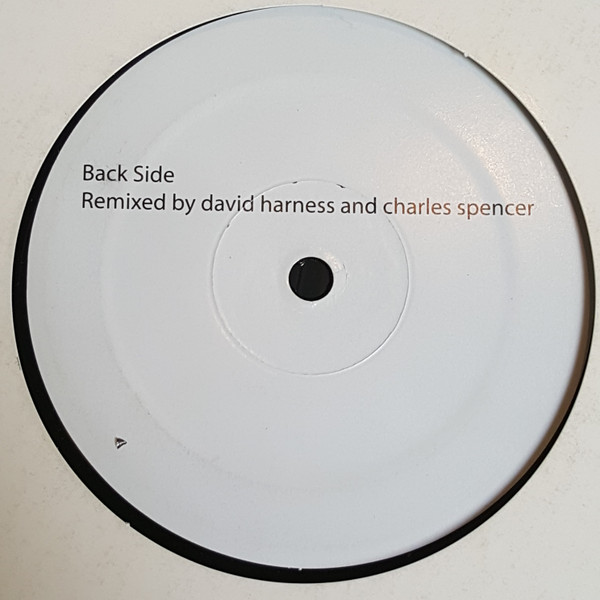 Back Side
Remixed by david harness and charles spencer